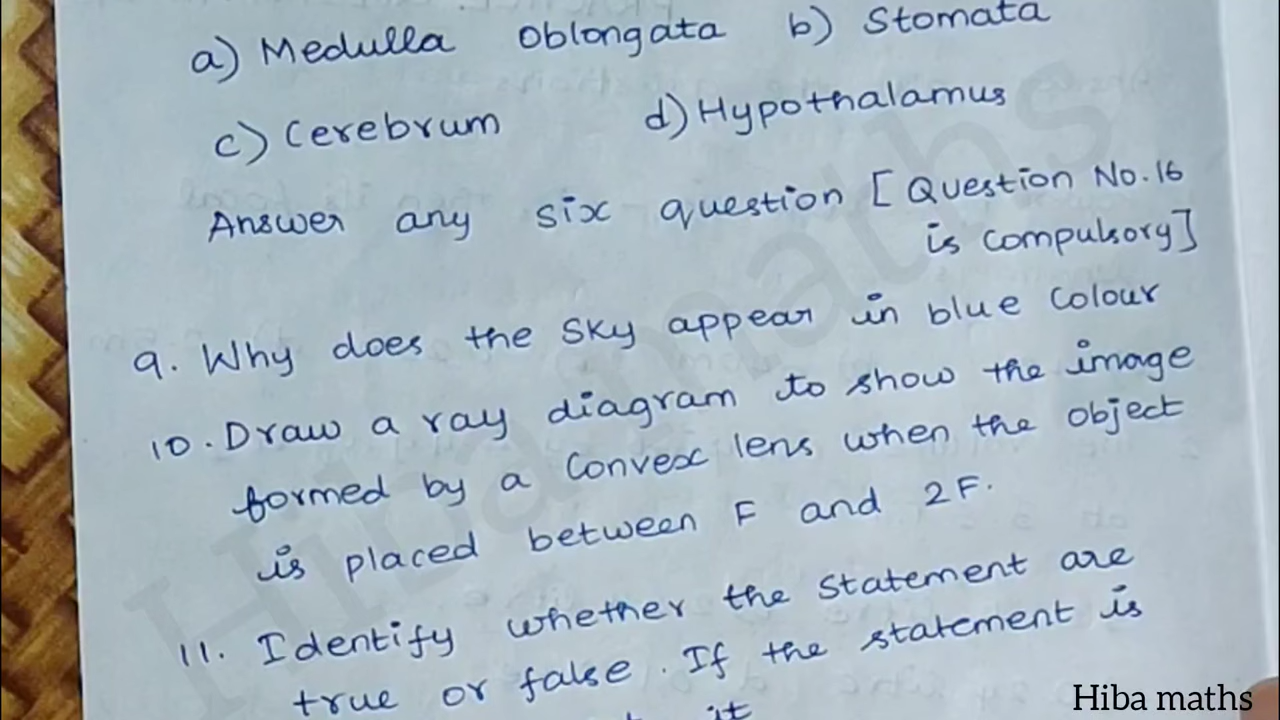 a) Medulla Oblongata b) Stomata
c) Cerebrum d) Hypothalamus
Answer any six question [Question No. 16
is compulsory]
9. Why does the sky appear in blue colour
10. Draw a ray diagram to show the image
formed by a convex lens when the object
is placed between F and 2F.
11. Identify whether the statement are
true or false. If the statement is
it
Hiba maths
Hiba maths